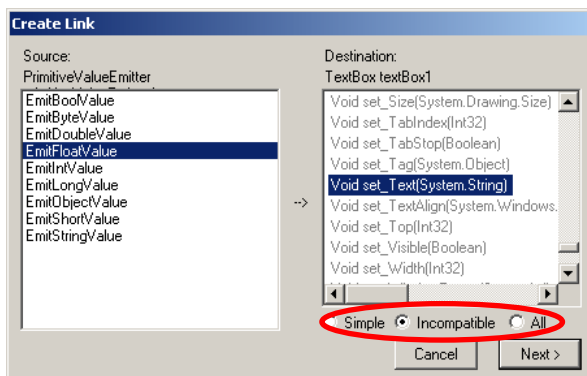 Create Link
Source:
PrimitiveValueEmitter
EmitBoolValue
EmitByteValue
EmitDoubleValue
EmitFloatValue
EmitIntValue
EmitLongValue
EmitObjectValue
EmitShortValue
EmitStringValue
-->
Destination:
TextBox textBox1
Void set_Size(System.Drawing.Size)
Void set_TabIndex(Int32)
Void set_TabStop(Boolean)
Void set_Tag(System.Object)
Void set_Text(System.String)
Void set_TextAlign(System.Windows.
Void set_Top(Int32)
Void set_Visible(Boolean)
Void set_Width(Int32)
Simple Incompatible All
Cancel Next >